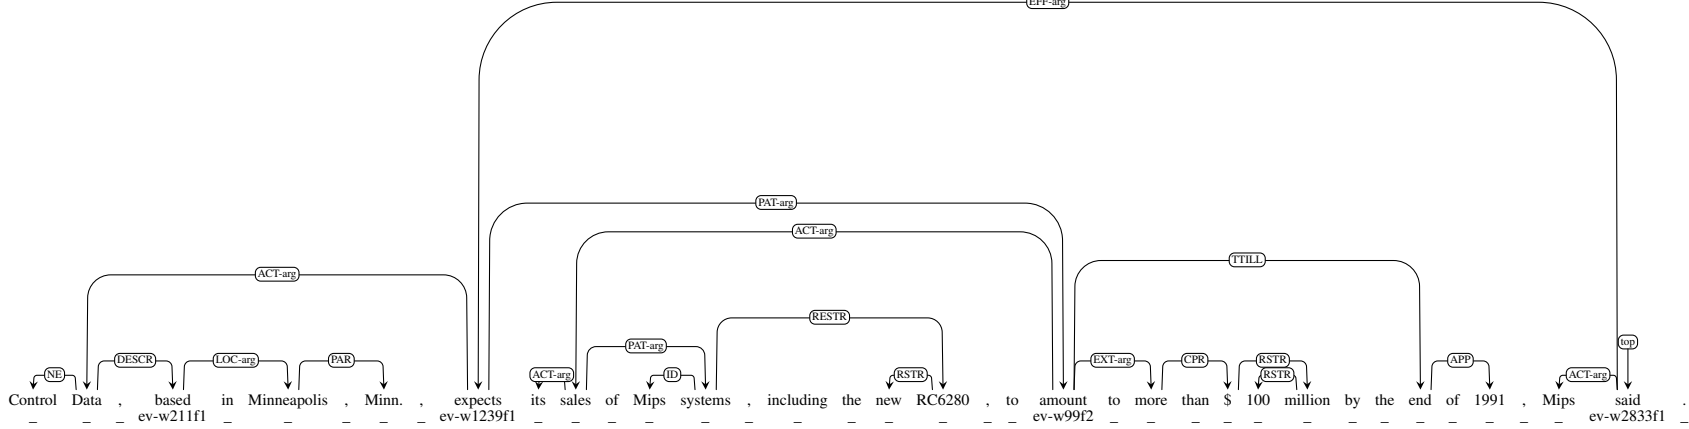 EFF-arg
PAT-arg
ACT-arg
TTILL
ACT-arg
RESTR
top
PAT-arg
DESCR LOC-arg PAR EXT-arg CPR RSTR APP
NE ACT-arg ID RSTR RSTR ACT-arg
Control Data , based in Minneapolis , Minn. , expects its sales of Mips systems , including the new RC6280 , to amount to more than $ 100 million by the end of 1991 , Mips said .
_ _ _ ev-w211f1 _ _ _ _ _ ev-w1239f1 _ _ _ _ _ _ _ _ _ _ _ _ ev-w99f2 _ _ _ _ _ _ _ _ _ _ _ _ _ ev-w2833f1 _